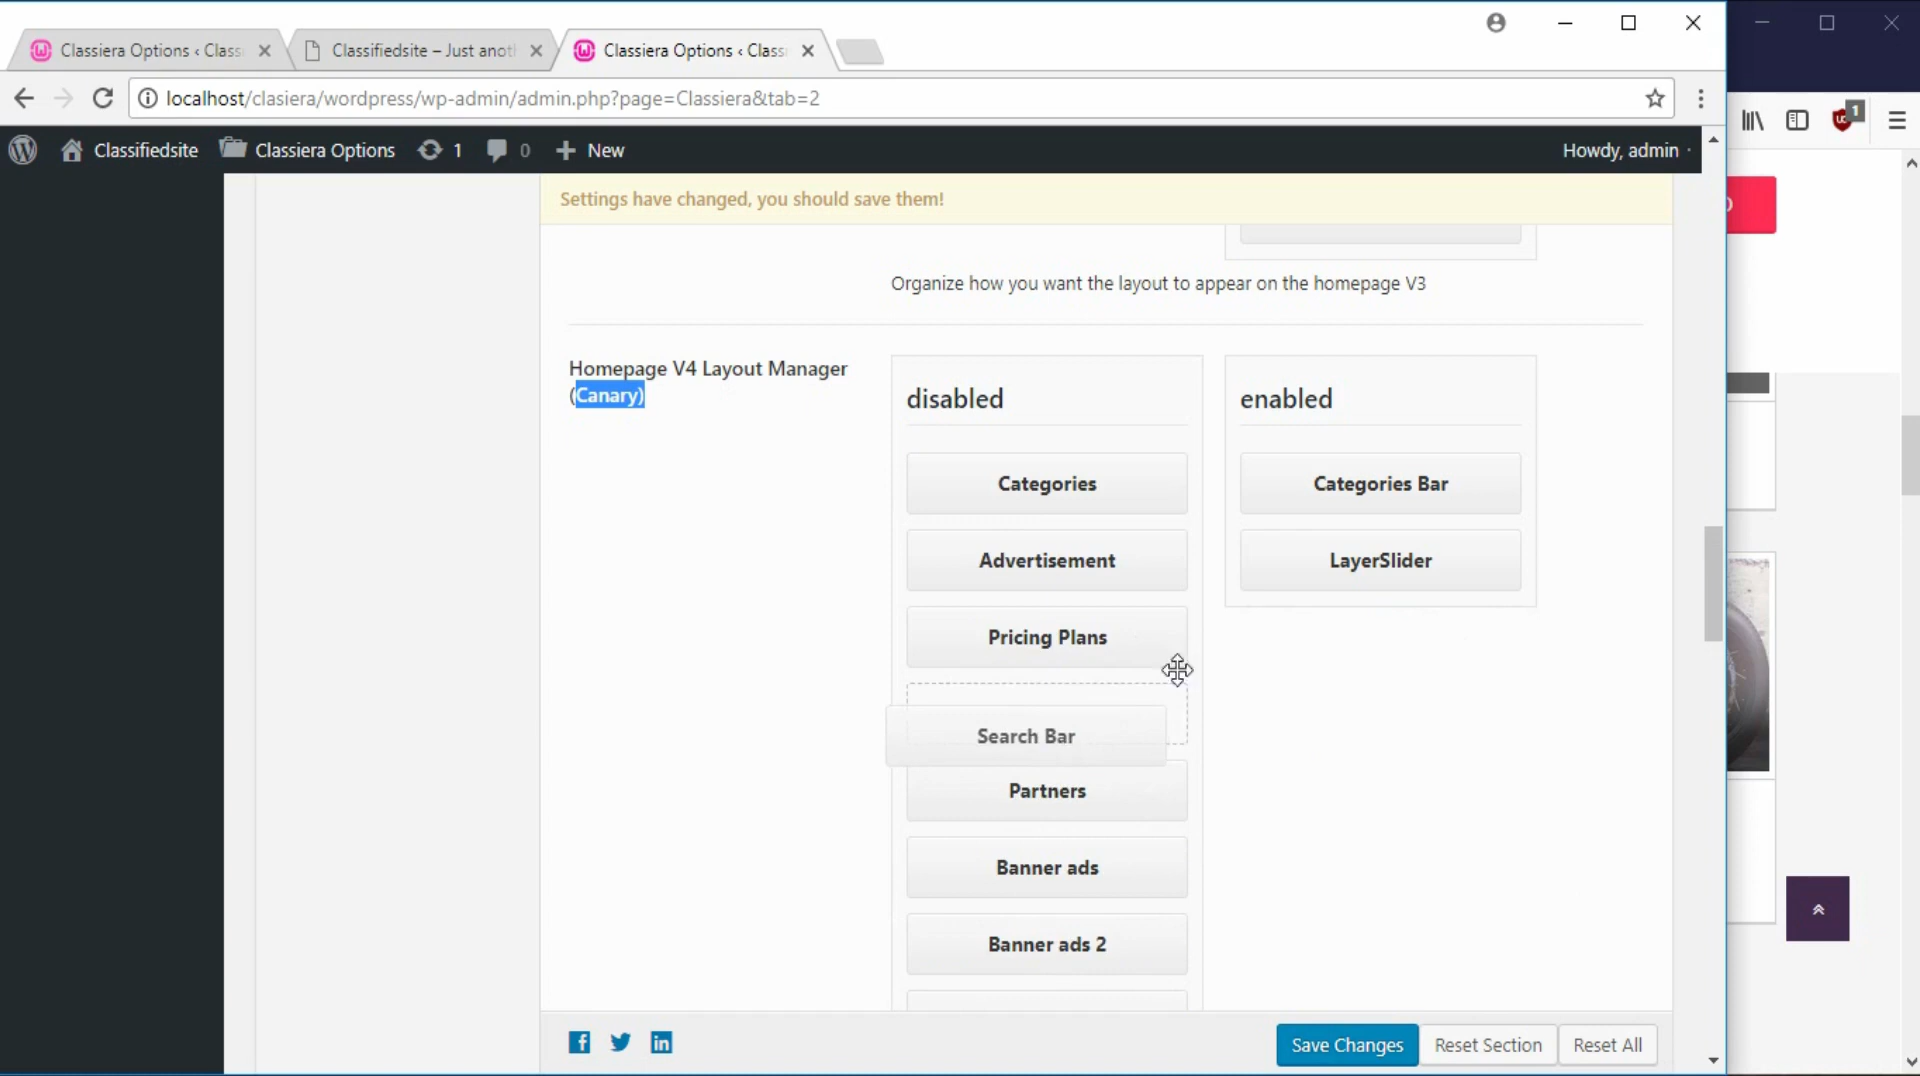 Classiera Options ‹ Class
Classifiedsite – Just anot
Classiera Options ‹ Class
localhost/clasiera/wordpress/wp-admin/admin.php?page=Classiera&tab=2
1
Classifiedsite
Classiera Options
1
0
New
Howdy, admin
Settings have changed, you should save them!
Organize how you want the layout to appear on the homepage V3
Homepage V4 Layout Manager
(Canary)
disabled
enabled
Categories
Categories Bar
Advertisement
LayerSlider
Pricing Plans
Search Bar
Partners
Banner ads
Banner ads 2
Save Changes
Reset Section
Reset All